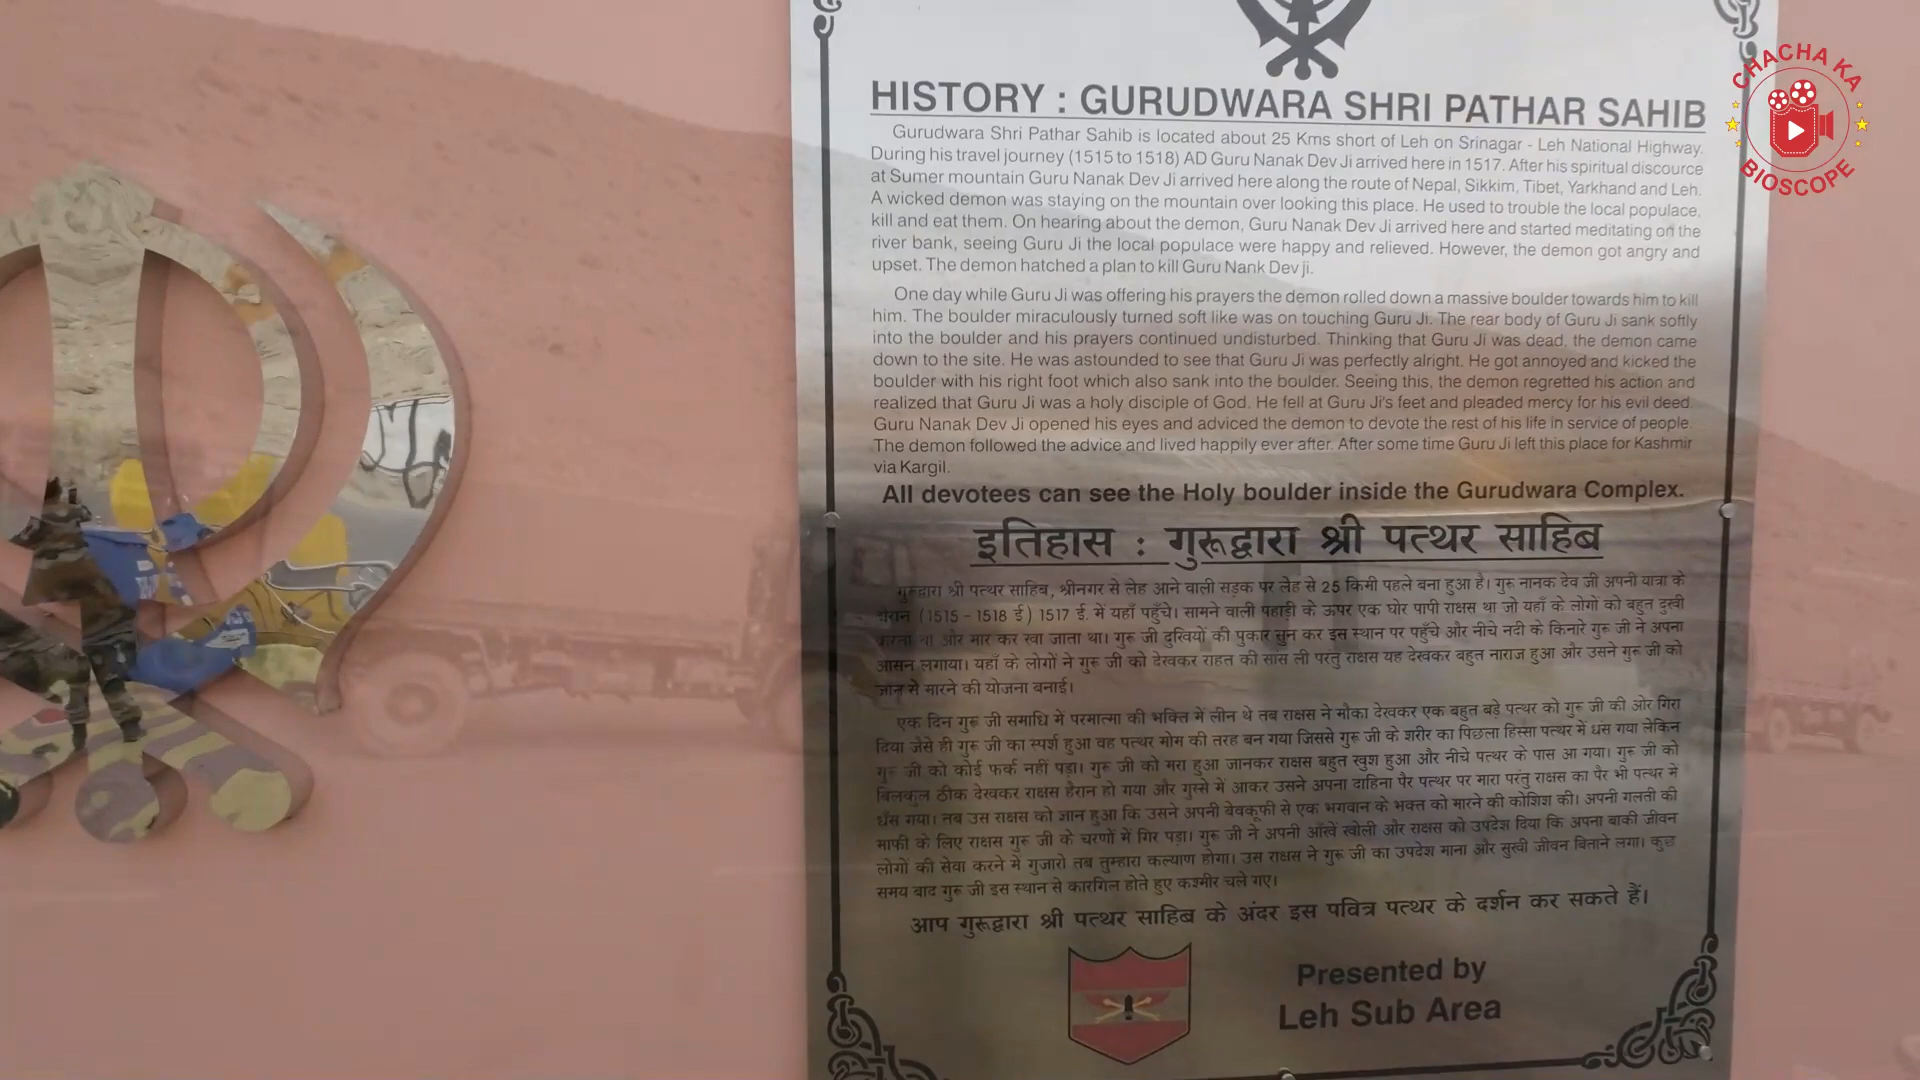 HISTORY : GURUDWARA SHRI PATHAR SAHIB
Gurudwara Shri Pathar Sahib is located about 25 Kms short of Leh on Srinagar - Leh National Highway.
During his travel journey (1515 to 1518) AD Guru Nanak Dev Ji arrived here in 1517. After his spiritual discource
at Sumer mountain Guru Nanak Dev Ji arrived here along the route of Nepal, Sikkim, Tibet, Yarkhand and Leh.
A wicked demon was staying on the mountain over looking this place. He used to trouble the local populace,
kill and eat them. On hearing about the demon, Guru Nanak Dev Ji arrived here and started meditating on the
river bank, seeing Guru Ji the local populace were happy and relieved. However, the demon got angry and
upset. The demon hatched a plan to kill Guru Nank Dev ji.
One day while Guru Ji was offering his prayers the demon rolled down a massive boulder towards him to kill
him. The boulder miraculously turned soft like was on touching Guru Ji. The rear body of Guru Ji sank softly
into the boulder and his prayers continued undisturbed. Thinking that Guru Ji was dead, the demon came
down to the site. He was astounded to see that Guru Ji was perfectly alright. He got annoyed and kicked the
boulder with his right foot which also sank into the boulder. Seeing this, the demon regretted his action and
realized that Guru Ji was a holy disciple of God. He fell at Guru Ji's feet and pleaded mercy for his evil deed.
Guru Nanak Dev Ji opened his eyes and adviced the demon to devote the rest of his life in service of people.
The demon followed the advice and lived happily ever after. After some time Guru Ji left this place for Kashmir
via Kargil.
All devotees can see the Holy boulder inside the Gurudwara Complex.
इतिहास : गुरूद्वारा श्री पत्थर साहिब
गुरूद्वारा श्री पत्थर साहिब, श्रीनगर से लेह आने वाली सड़क पर लेह से 25 किमी पहले बना हुआ है। गुरू नानक देव जी अपनी यात्रा के
दौरान (1515 - 1518 ई) 1517 ई. में यहाँ पहुँचे। सामने वाली पहाड़ी के ऊपर एक घोर पापी राक्षस था जो यहाँ के लोगों को बहुत दुखी
करता था और मार कर खा जाता था। गुरू जी दुखियों की पुकार सुन कर इस स्थान पर पहुँचे और नीचे नदी के किनारे गुरू जी ने अपना
आसन लगाया। यहाँ के लोगों ने गुरू जी को देखकर राहत की सांस ली परंतु राक्षस यह देखकर बहुत नाराज हुआ और उसने गुरू जी को
जान से मारने की योजना बनाई।
एक दिन गुरू जी समाधि में परमात्मा की भक्ति में लीन थे तब राक्षस ने मौका देखकर एक बहुत बड़े पत्थर को गुरू जी की ओर गिरा
दिया जैसे ही गुरू जी का स्पर्श हुआ वह पत्थर मोम की तरह बन गया जिससे गुरू जी के शरीर का पिछला हिस्सा पत्थर में धंस गया लेकिन
गुरू जी को कोई फर्क नहीं पड़ा। गुरू जी को मरा हुआ जानकर राक्षस बहुत खुश हुआ और नीचे पत्थर के पास आ गया। गुरू जी को
बिलकुल ठीक देखकर राक्षस हैरान हो गया और गुस्से में आकर उसने अपना दाहिना पैर पत्थर पर मारा परंतु राक्षस का पैर भी पत्थर में
धँस गया। तब उस राक्षस को ज्ञान हुआ कि उसने अपनी बेवकूफी से एक भगवान के भक्त को मारने की कोशिश की। अपनी गलती की
माफी के लिए राक्षस गुरू जी के चरणों में गिर पड़ा। गुरू जी ने अपनी आँखें खोली और राक्षस को उपदेश दिया कि अपना बाकी जीवन
लोगों की सेवा करने में गुजारो तब तुम्हारा कल्याण होगा। उस राक्षस ने गुरू जी का उपदेश माना और सुखी जीवन बिताने लगा। कुछ
समय बाद गुरू जी इस स्थान से कारगिल होते हुए कश्मीर चले गए।
आप गुरूद्वारा श्री पत्थर साहिब के अंदर इस पवित्र पत्थर के दर्शन कर सकते हैं।
Presented by
Leh Sub Area
CHACHA KA
BIOSCOPE